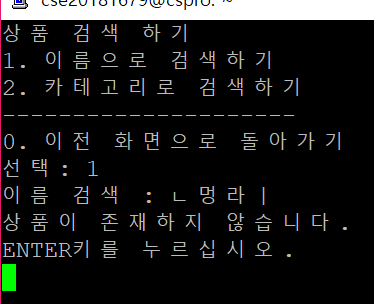 cse20181679@cspro: ~
상품 검색 하기
1. 이름으로 검색하기
2. 카테고리로 검색하기
----------------------
0. 이전 화면으로 돌아가기
선택: 1
이름 검색 : ㄴ멍라ㅣ
상품이 존재하지 않습니다.
ENTER키를 누르십시오.